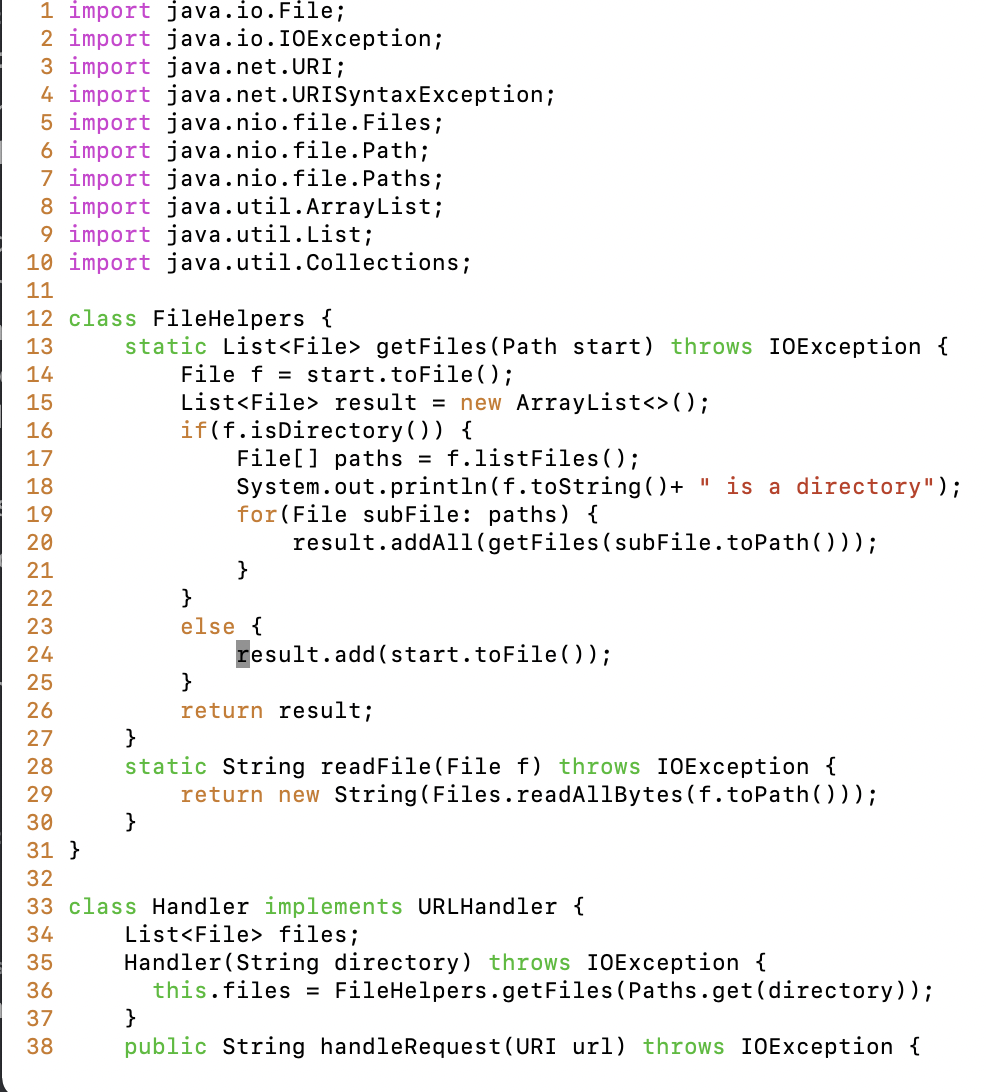 1 import java.io.File;
2 import java.io.IOException;
3 import java.net.URI;
4 import java.net.URISyntaxException;
5 import java.nio.file.Files;
6 import java.nio.file.Path;
7 import java.nio.file.Paths;
8 import java.util.ArrayList;
9 import java.util.List;
10 import java.util.Collections;
11
12 class FileHelpers {
13     static List<File> getFiles(Path start) throws IOException {
14         File f = start.toFile();
15         List<File> result = new ArrayList<>();
16         if(f.isDirectory()) {
17             File[] paths = f.listFiles();
18             System.out.println(f.toString()+ " is a directory");
19             for(File subFile: paths) {
20                 result.addAll(getFiles(subFile.toPath()));
21             }
22         }
23         else {
24             result.add(start.toFile());
25         }
26         return result;
27     }
28     static String readFile(File f) throws IOException {
29         return new String(Files.readAllBytes(f.toPath()));
30     }
31 }
32
33 class Handler implements URLHandler {
34     List<File> files;
35     Handler(String directory) throws IOException {
36       this.files = FileHelpers.getFiles(Paths.get(directory));
37     }
38     public String handleRequest(URI url) throws IOException {